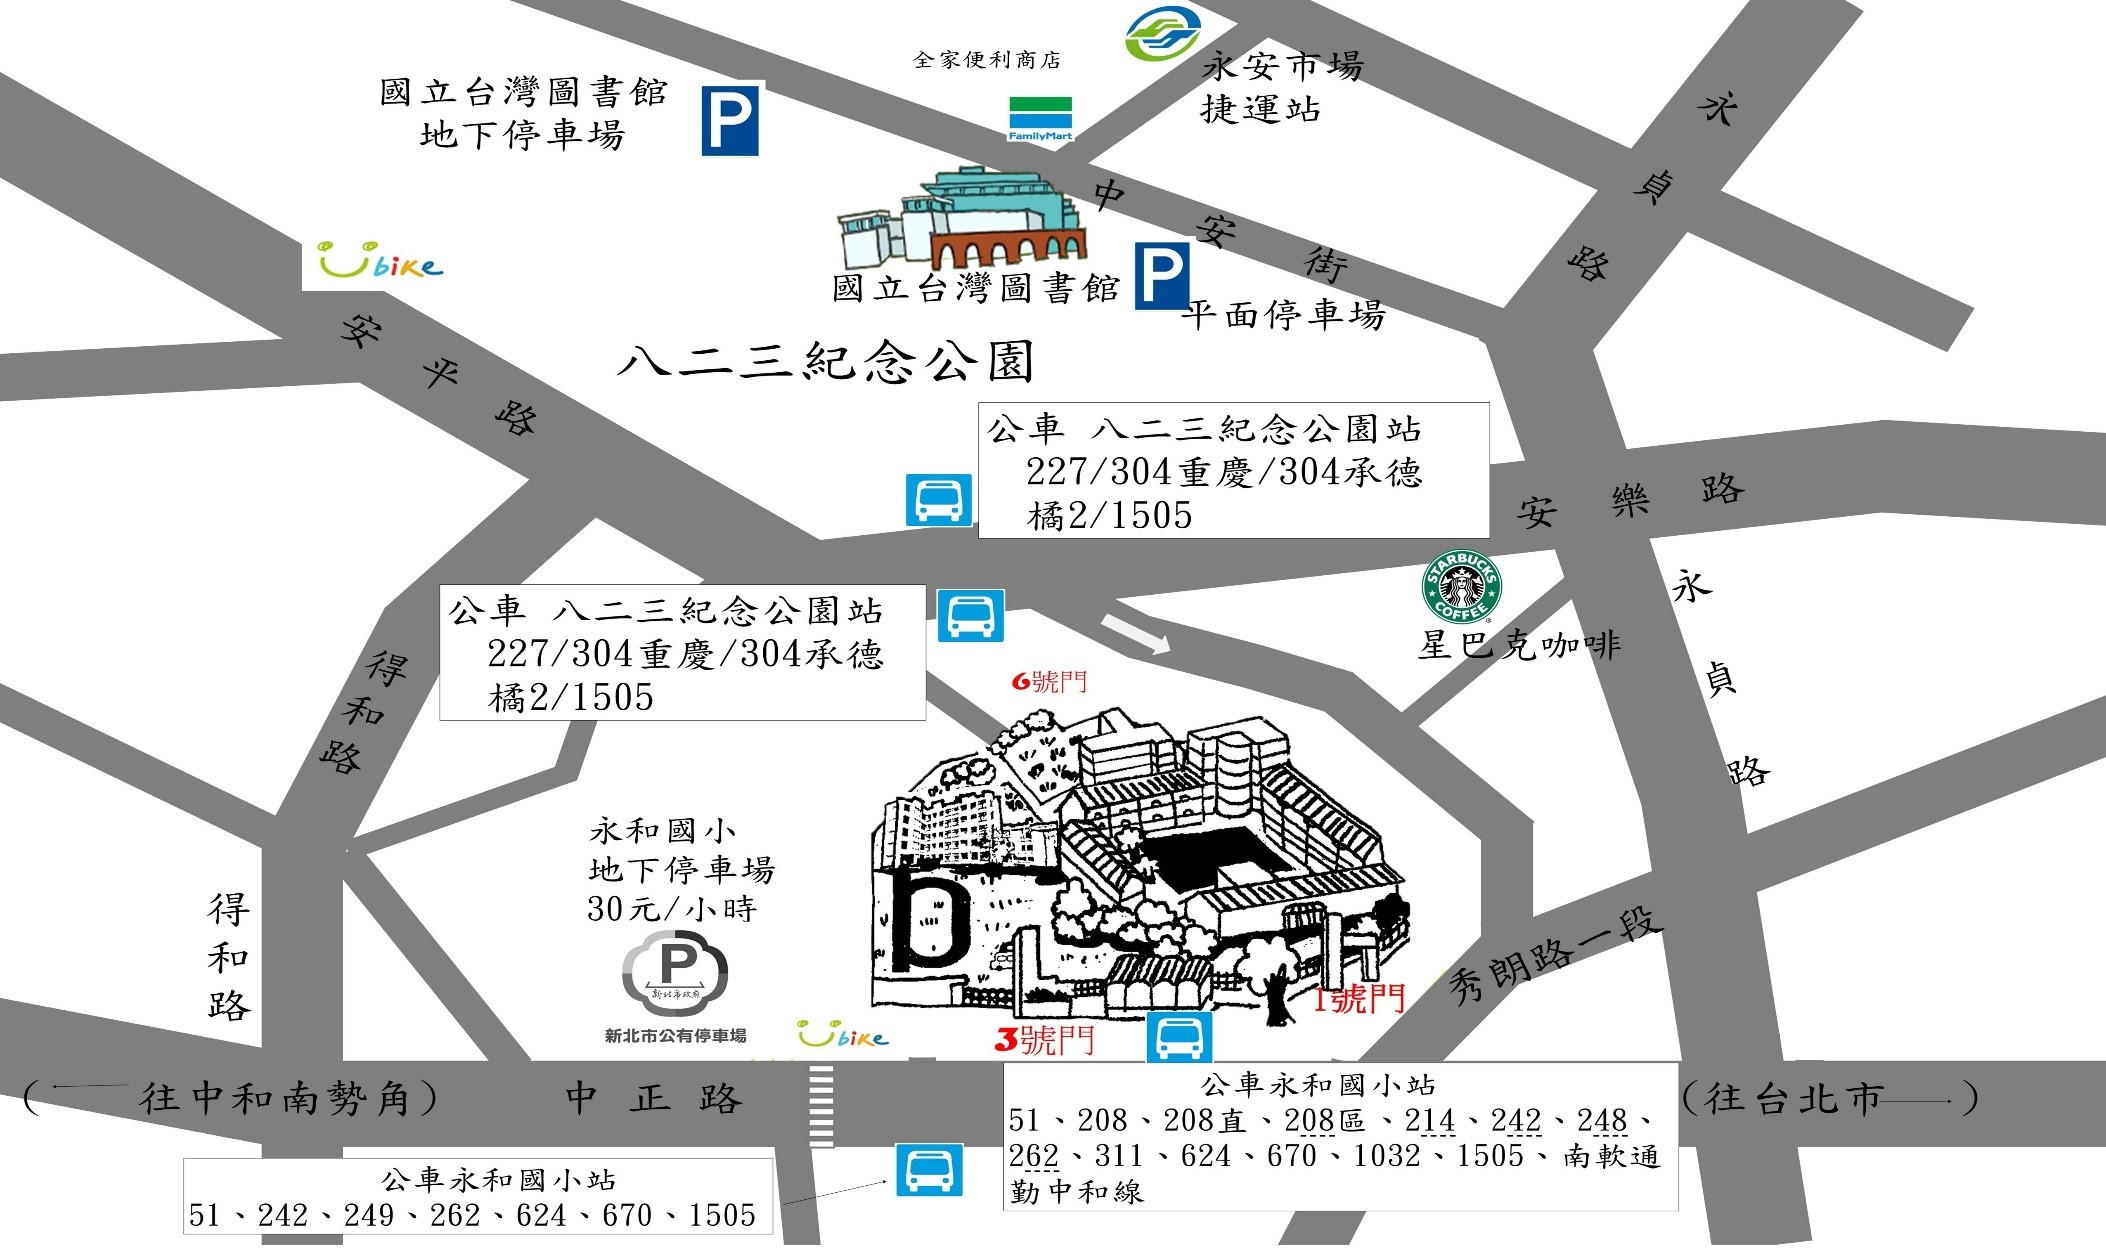 全家便利商店
永安市場
捷運站
國立台灣圖書館
地下停車場
P
FamilyMart
永貞路
中安街
Ubike
國立台灣圖書館
P
平面停車場
安平路
八二三紀念公園
公車 八二三紀念公園站
227/304重慶/304承德
橘2/1505
安樂路
STARBUCKS
COFFEE
星巴克咖啡
永貞路
公車 八二三紀念公園站
227/304重慶/304承德
橘2/1505
得和路
6號門
永和國小
地下停車場
30元/小時
P
新北市政府
新北市公有停車場
得和路
秀朗路一段
1號門
3號門
Ubike
(往中和南勢角)
中正路
(往台北市)
公車永和國小站
51、208、208直、208區、214、242、248、
262、311、624、670、1032、1505、南軟通
勤中和線
公車永和國小站
51、242、249、262、624、670、1505